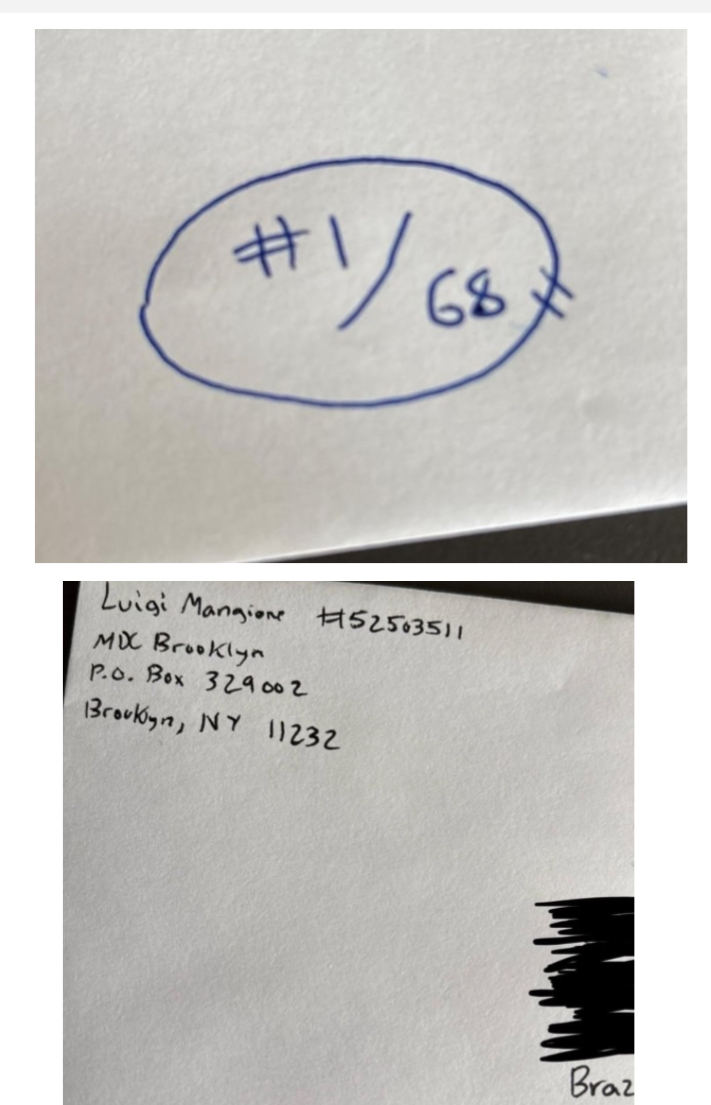 #1/68
Luigi Mangione #52503511
MDC Brooklyn
P.O. Box 329002
Brooklyn, NY 11232
Braz